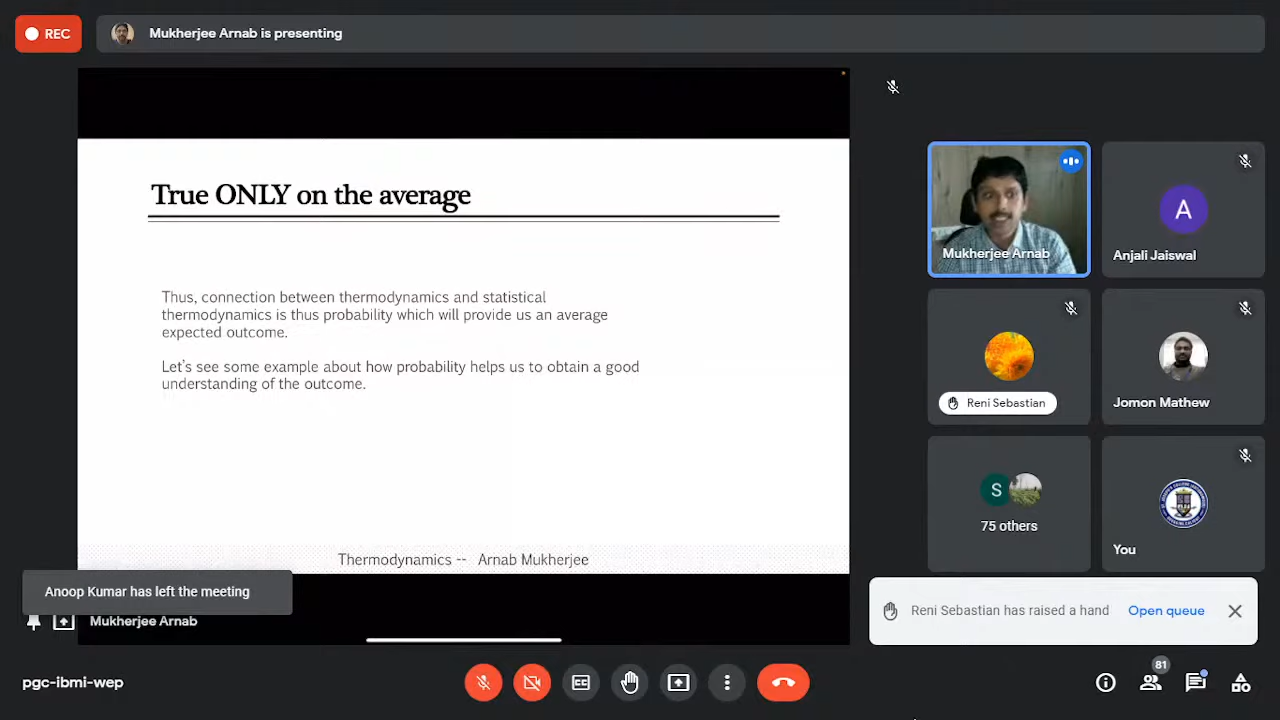 REC
Mukherjee Arnab is presenting
True ONLY on the average
Thus, connection between thermodynamics and statistical
thermodynamics is thus probability which will provide us an average
expected outcome.
Let's see some example about how probability helps us to obtain a good
understanding of the outcome.
Thermodynamics -- Arnab Mukherjee
Anoop Kumar has left the meeting
Mukherjee Arnab
Mukherjee Arnab
A
Anjali Jaiswal
Reni Sebastian
Jomon Mathew
S
75 others
You
Reni Sebastian has raised a hand
Open queue
pgc-ibmi-wep
CC
81